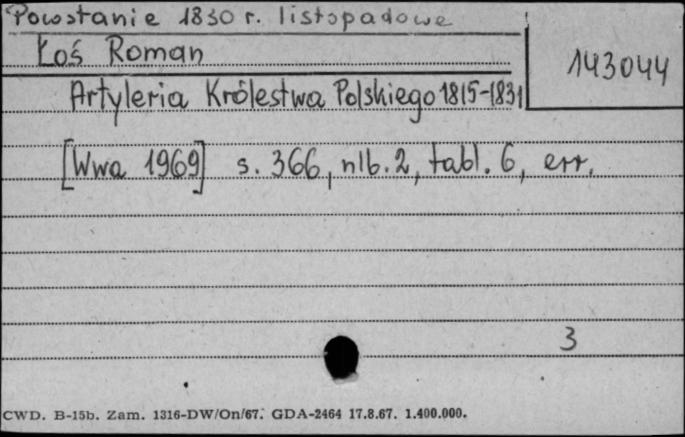 Powstanie 1830 r. listopadowe
Łoś Roman
143044
Artyleria Królestwa Polskiego 1815-1831
[Wwa 1969] s. 366, nlb. 2, tabl. 6, err.
3
CWD. B-15b. Zam. 1316-DW/On/67. GDA-2464 17.8.67. 1.400.000.